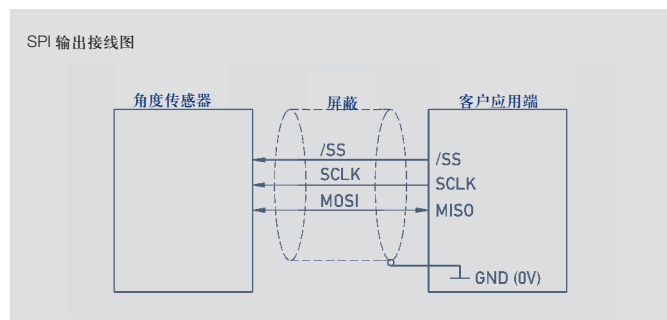 SPI 输出接线图
角度传感器
屏蔽
客户应用端
/SS
/SS
SCLK
SCLK
MOSI
MISO
GND (0V)